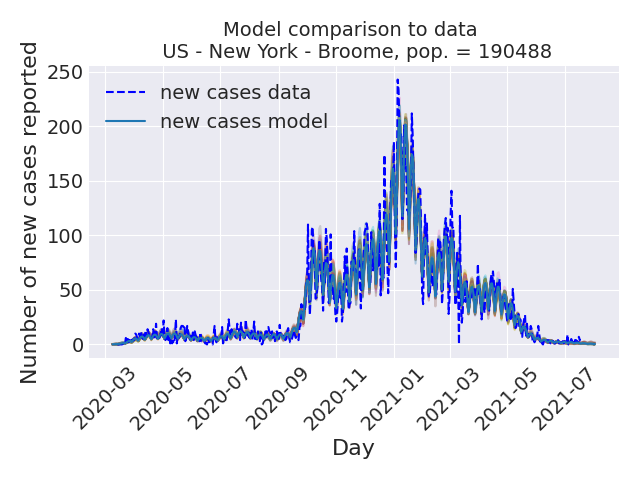 Model comparison to data
US - New York - Broome, pop. = 190488
Number of new cases reported
250
200
150
100
50
0
new cases data
new cases model
2020-03
2020-05
2020-07
2020-09
2020-11
2021-01
2021-03
2021-05
2021-07
Day